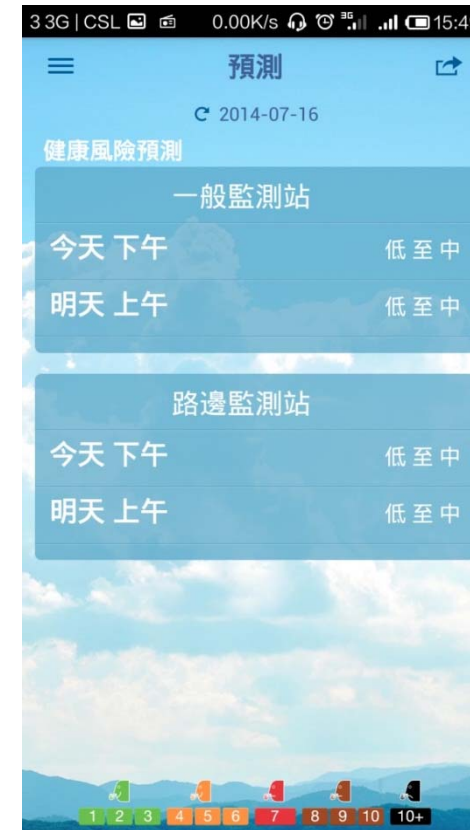 3 3G | CSL 0.00K/s 3G 15:4
預測
2014-07-16
健康風險預測
一般監測站
今天 下午 低 至 中
明天 上午 低 至 中
路邊監測站
今天 下午 低 至 中
明天 上午 低 至 中
1 2 3 4 5 6 7 8 9 10 10+